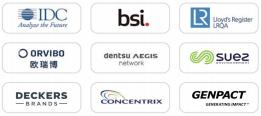 IDC
Analyze the Future
bsi.
LR
Lloyd's Register
LRQA
ORVIBO
欧瑞博
dentsu AEGIS
network
suez
DECKERS
BRANDS
CONCENTRIX
GENPACT
GENERATING IMPACT